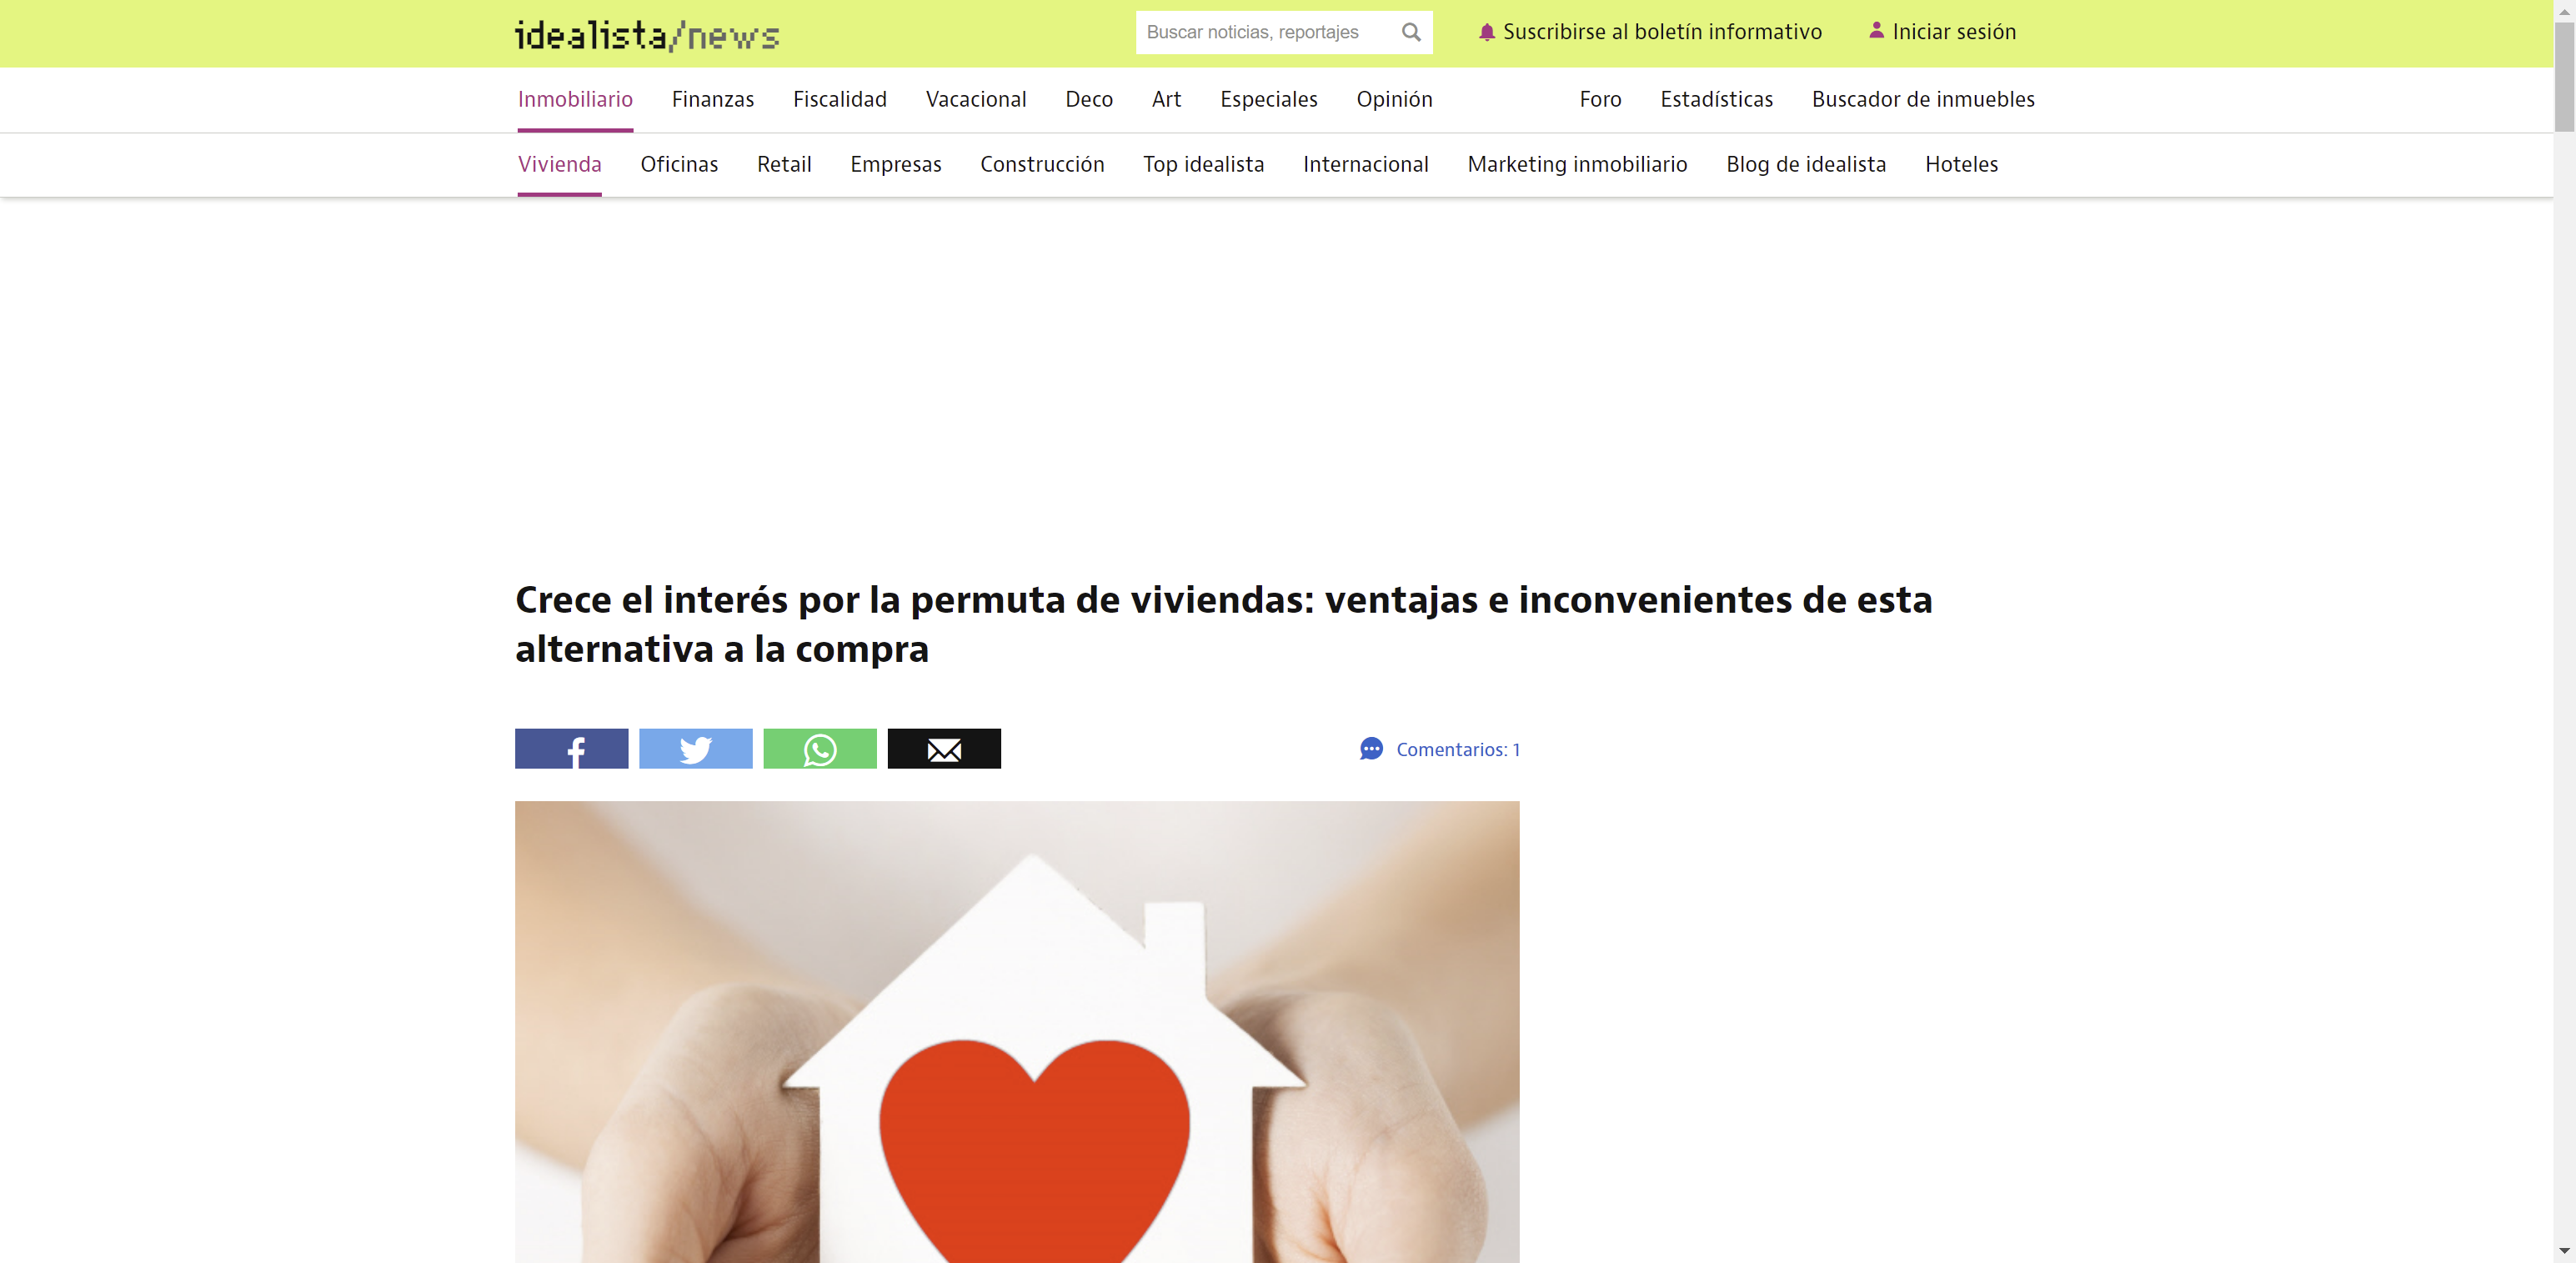 idealista/news
Buscar noticias, reportajes
Suscribirse al boletín informativo
Iniciar sesión
Inmobiliario Finanzas Fiscalidad Vacacional Deco Art Especiales Opinión Foro Estadísticas Buscador de inmuebles
Vivienda Oficinas Retail Empresas Construcción Top idealista Internacional Marketing inmobiliario Blog de idealista Hoteles
Crece el interés por la permuta de viviendas: ventajas e inconvenientes de esta
alternativa a la compra
Comentarios: 1